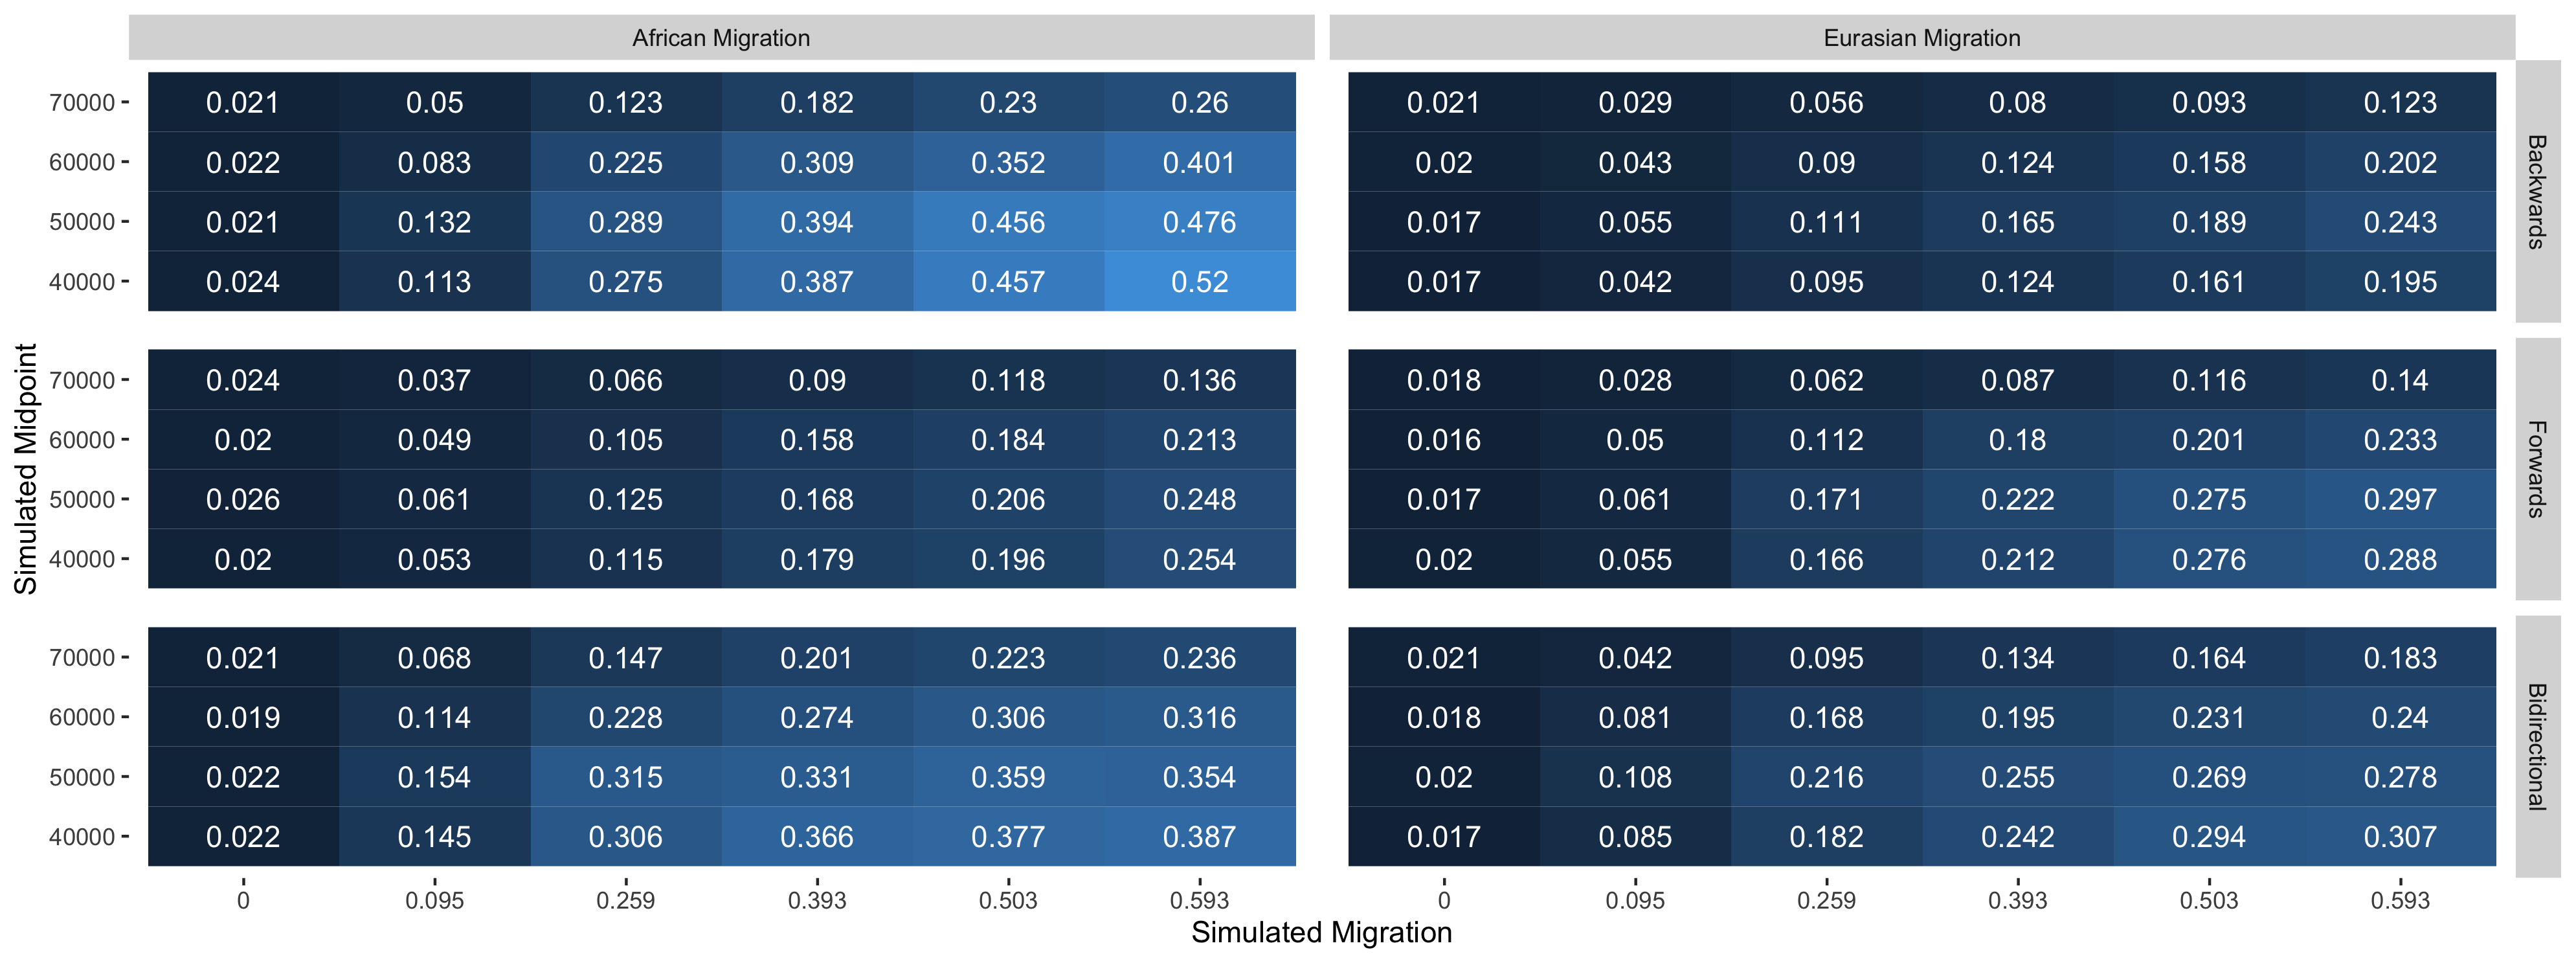 African Migration Eurasian Migration
70000 0.021 0.05 0.123 0.182 0.23 0.26 0.021 0.029 0.056 0.08 0.093 0.123
60000 0.022 0.083 0.225 0.309 0.352 0.401 0.02 0.043 0.09 0.124 0.158 0.202
50000 0.021 0.132 0.289 0.394 0.456 0.476 0.017 0.055 0.111 0.165 0.189 0.243
40000 0.024 0.113 0.275 0.387 0.457 0.52 0.017 0.042 0.095 0.124 0.161 0.195
Backwards
70000 0.024 0.037 0.066 0.09 0.118 0.136 0.018 0.028 0.062 0.087 0.116 0.14
60000 0.02 0.049 0.105 0.158 0.184 0.213 0.016 0.05 0.112 0.18 0.201 0.233
50000 0.026 0.061 0.125 0.168 0.206 0.248 0.017 0.061 0.171 0.222 0.275 0.297
40000 0.02 0.053 0.115 0.179 0.196 0.254 0.02 0.055 0.166 0.212 0.276 0.288
Forwards
Simulated Midpoint
70000 0.021 0.068 0.147 0.201 0.223 0.236 0.021 0.042 0.095 0.134 0.164 0.183
60000 0.019 0.114 0.228 0.274 0.306 0.316 0.018 0.081 0.168 0.195 0.231 0.24
50000 0.022 0.154 0.315 0.331 0.359 0.354 0.02 0.108 0.216 0.255 0.269 0.278
40000 0.022 0.145 0.306 0.366 0.377 0.387 0.017 0.085 0.182 0.242 0.294 0.307
Bidirectional
0 0.095 0.259 0.393 0.503 0.593 0 0.095 0.259 0.393 0.503 0.593
Simulated Migration